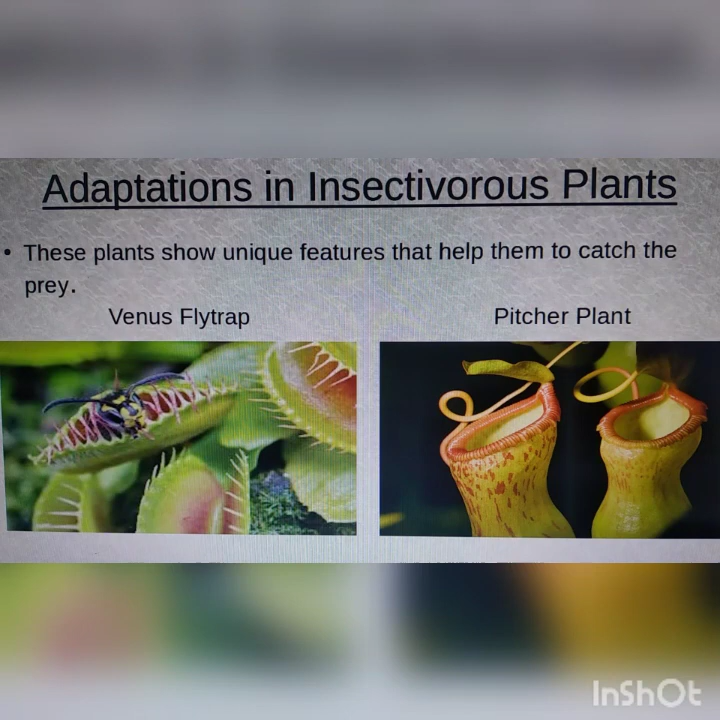 Adaptations in Insectivorous Plants
• These plants show unique features that help them to catch the
prey.
Venus Flytrap
Pitcher Plant
InShOt